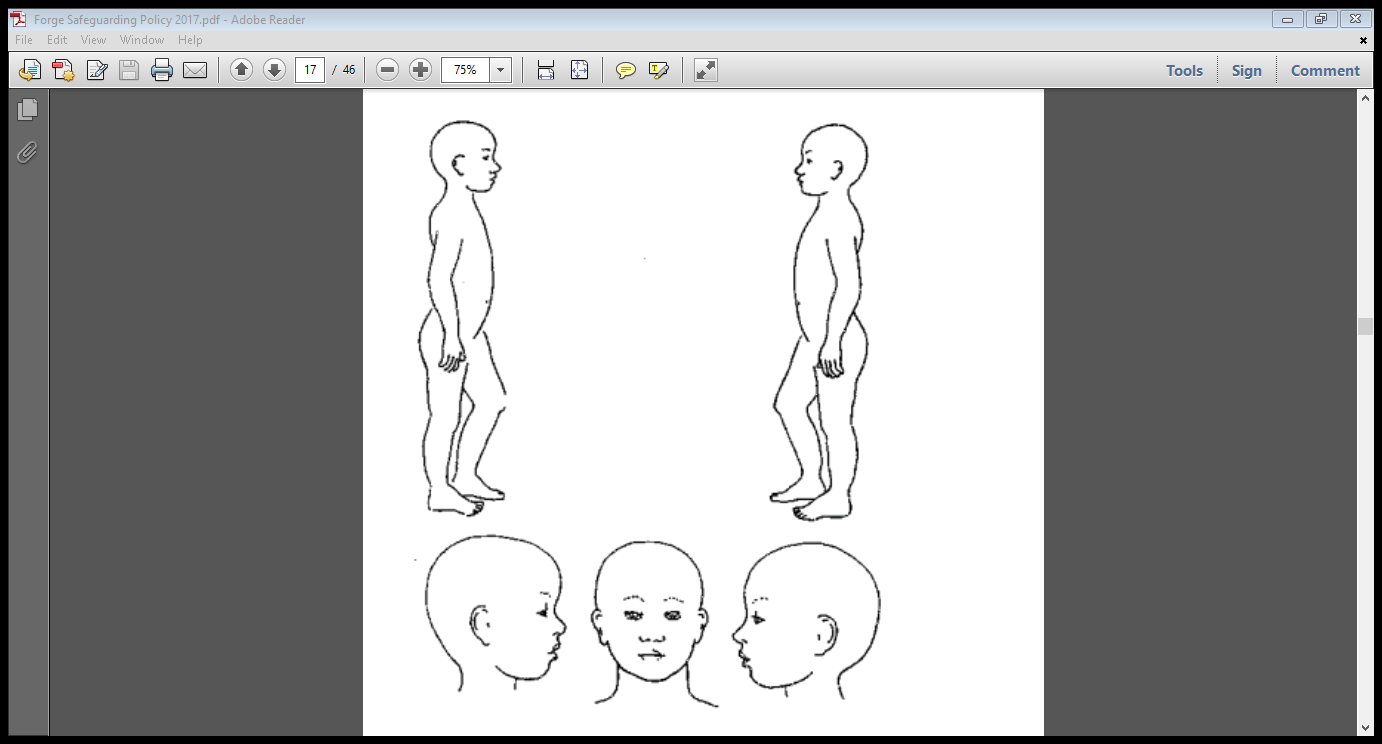 Forge Safeguarding Policy 2017.pdf - Adobe Reader
File Edit View Window Help
17 / 46 75% Tools Sign Comment